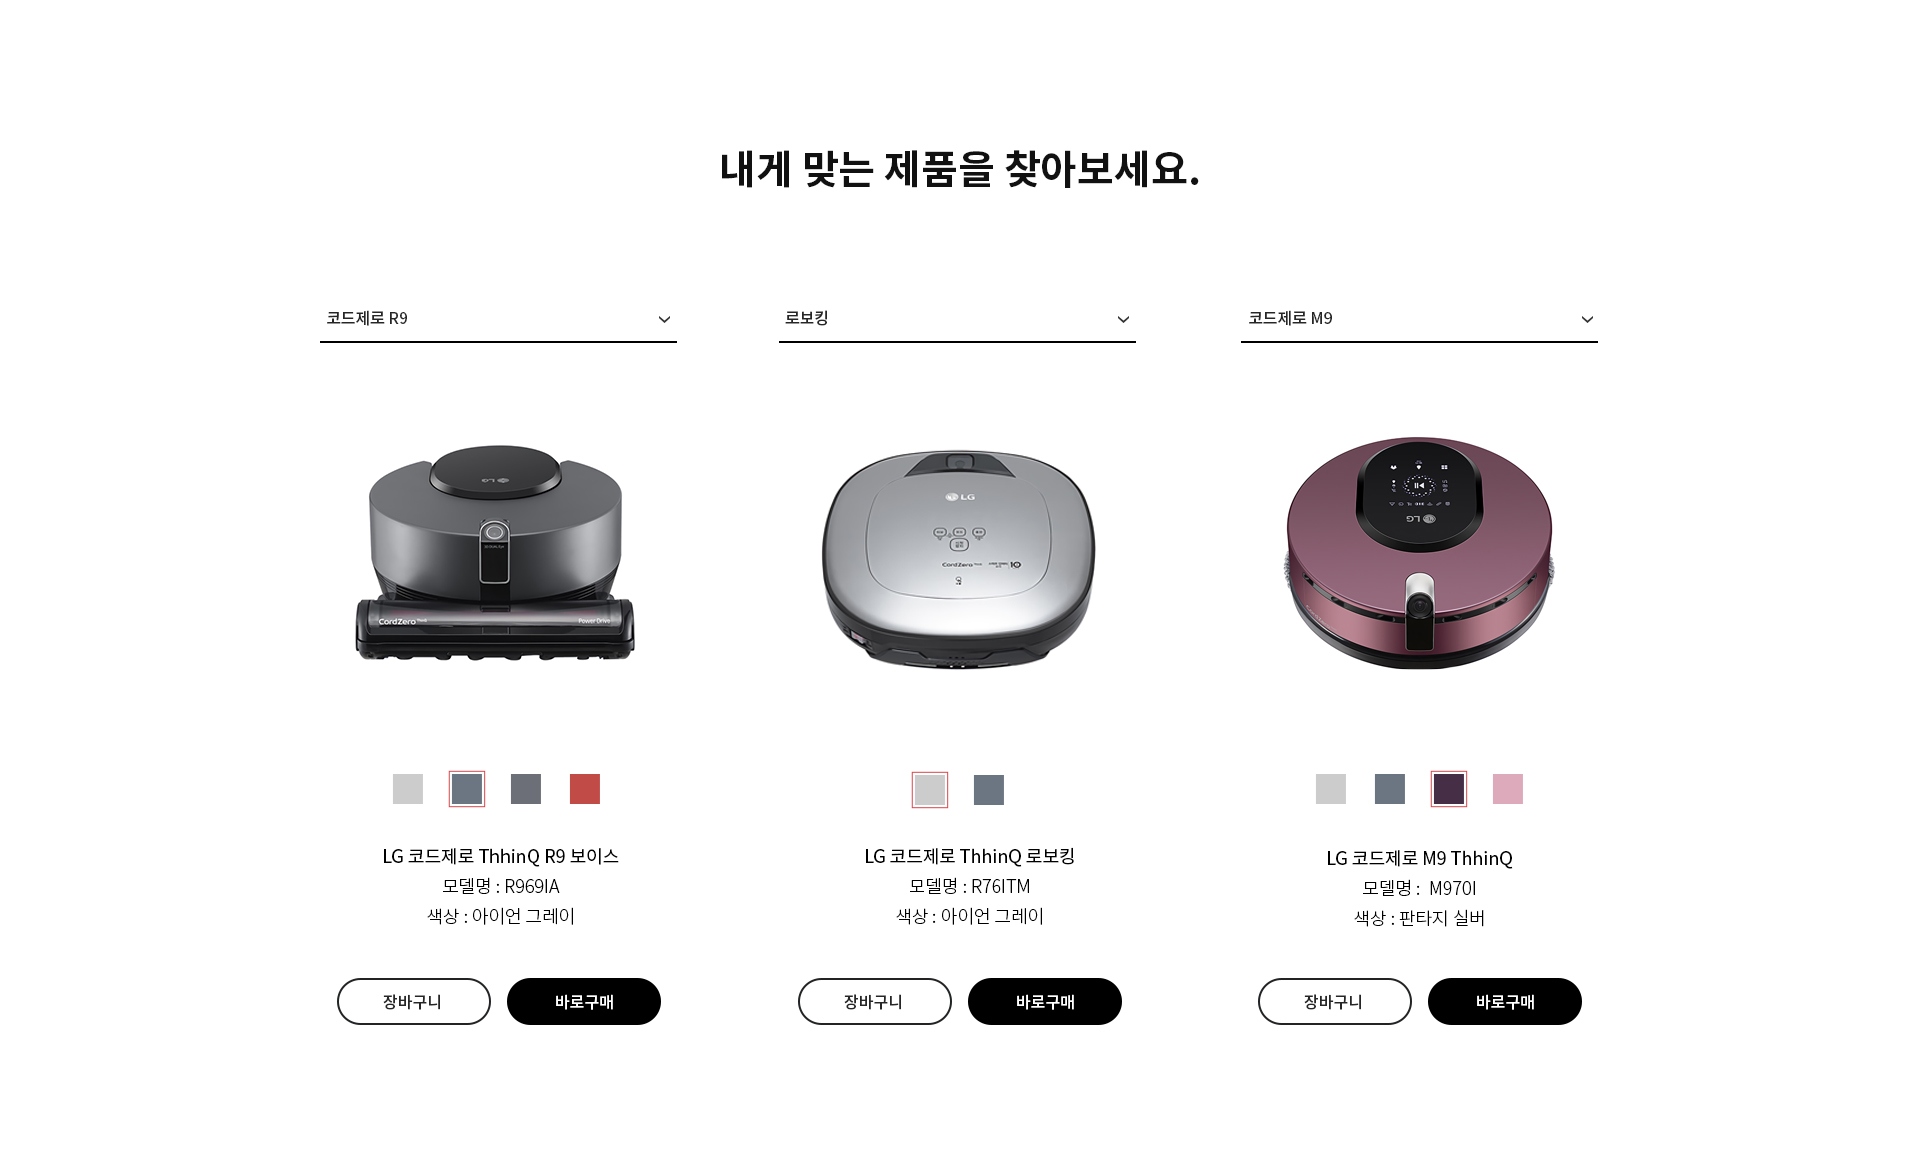 내게 맞는 제품을 찾아보세요.
코드제로 R9
로보킹
코드제로 M9
LG
CordZero ThinQ
Power Drive
LG
CordZero
10
LG
LG 코드제로 ThhinQ R9 보이스
모델명 : R969IA
색상 : 아이언 그레이
장바구니
바로구매
LG 코드제로 ThhinQ 로보킹
모델명 : R76ITM
색상 : 아이언 그레이
장바구니
바로구매
LG 코드제로 M9 ThhinQ
모델명 : M970I
색상 : 판타지 실버
장바구니
바로구매